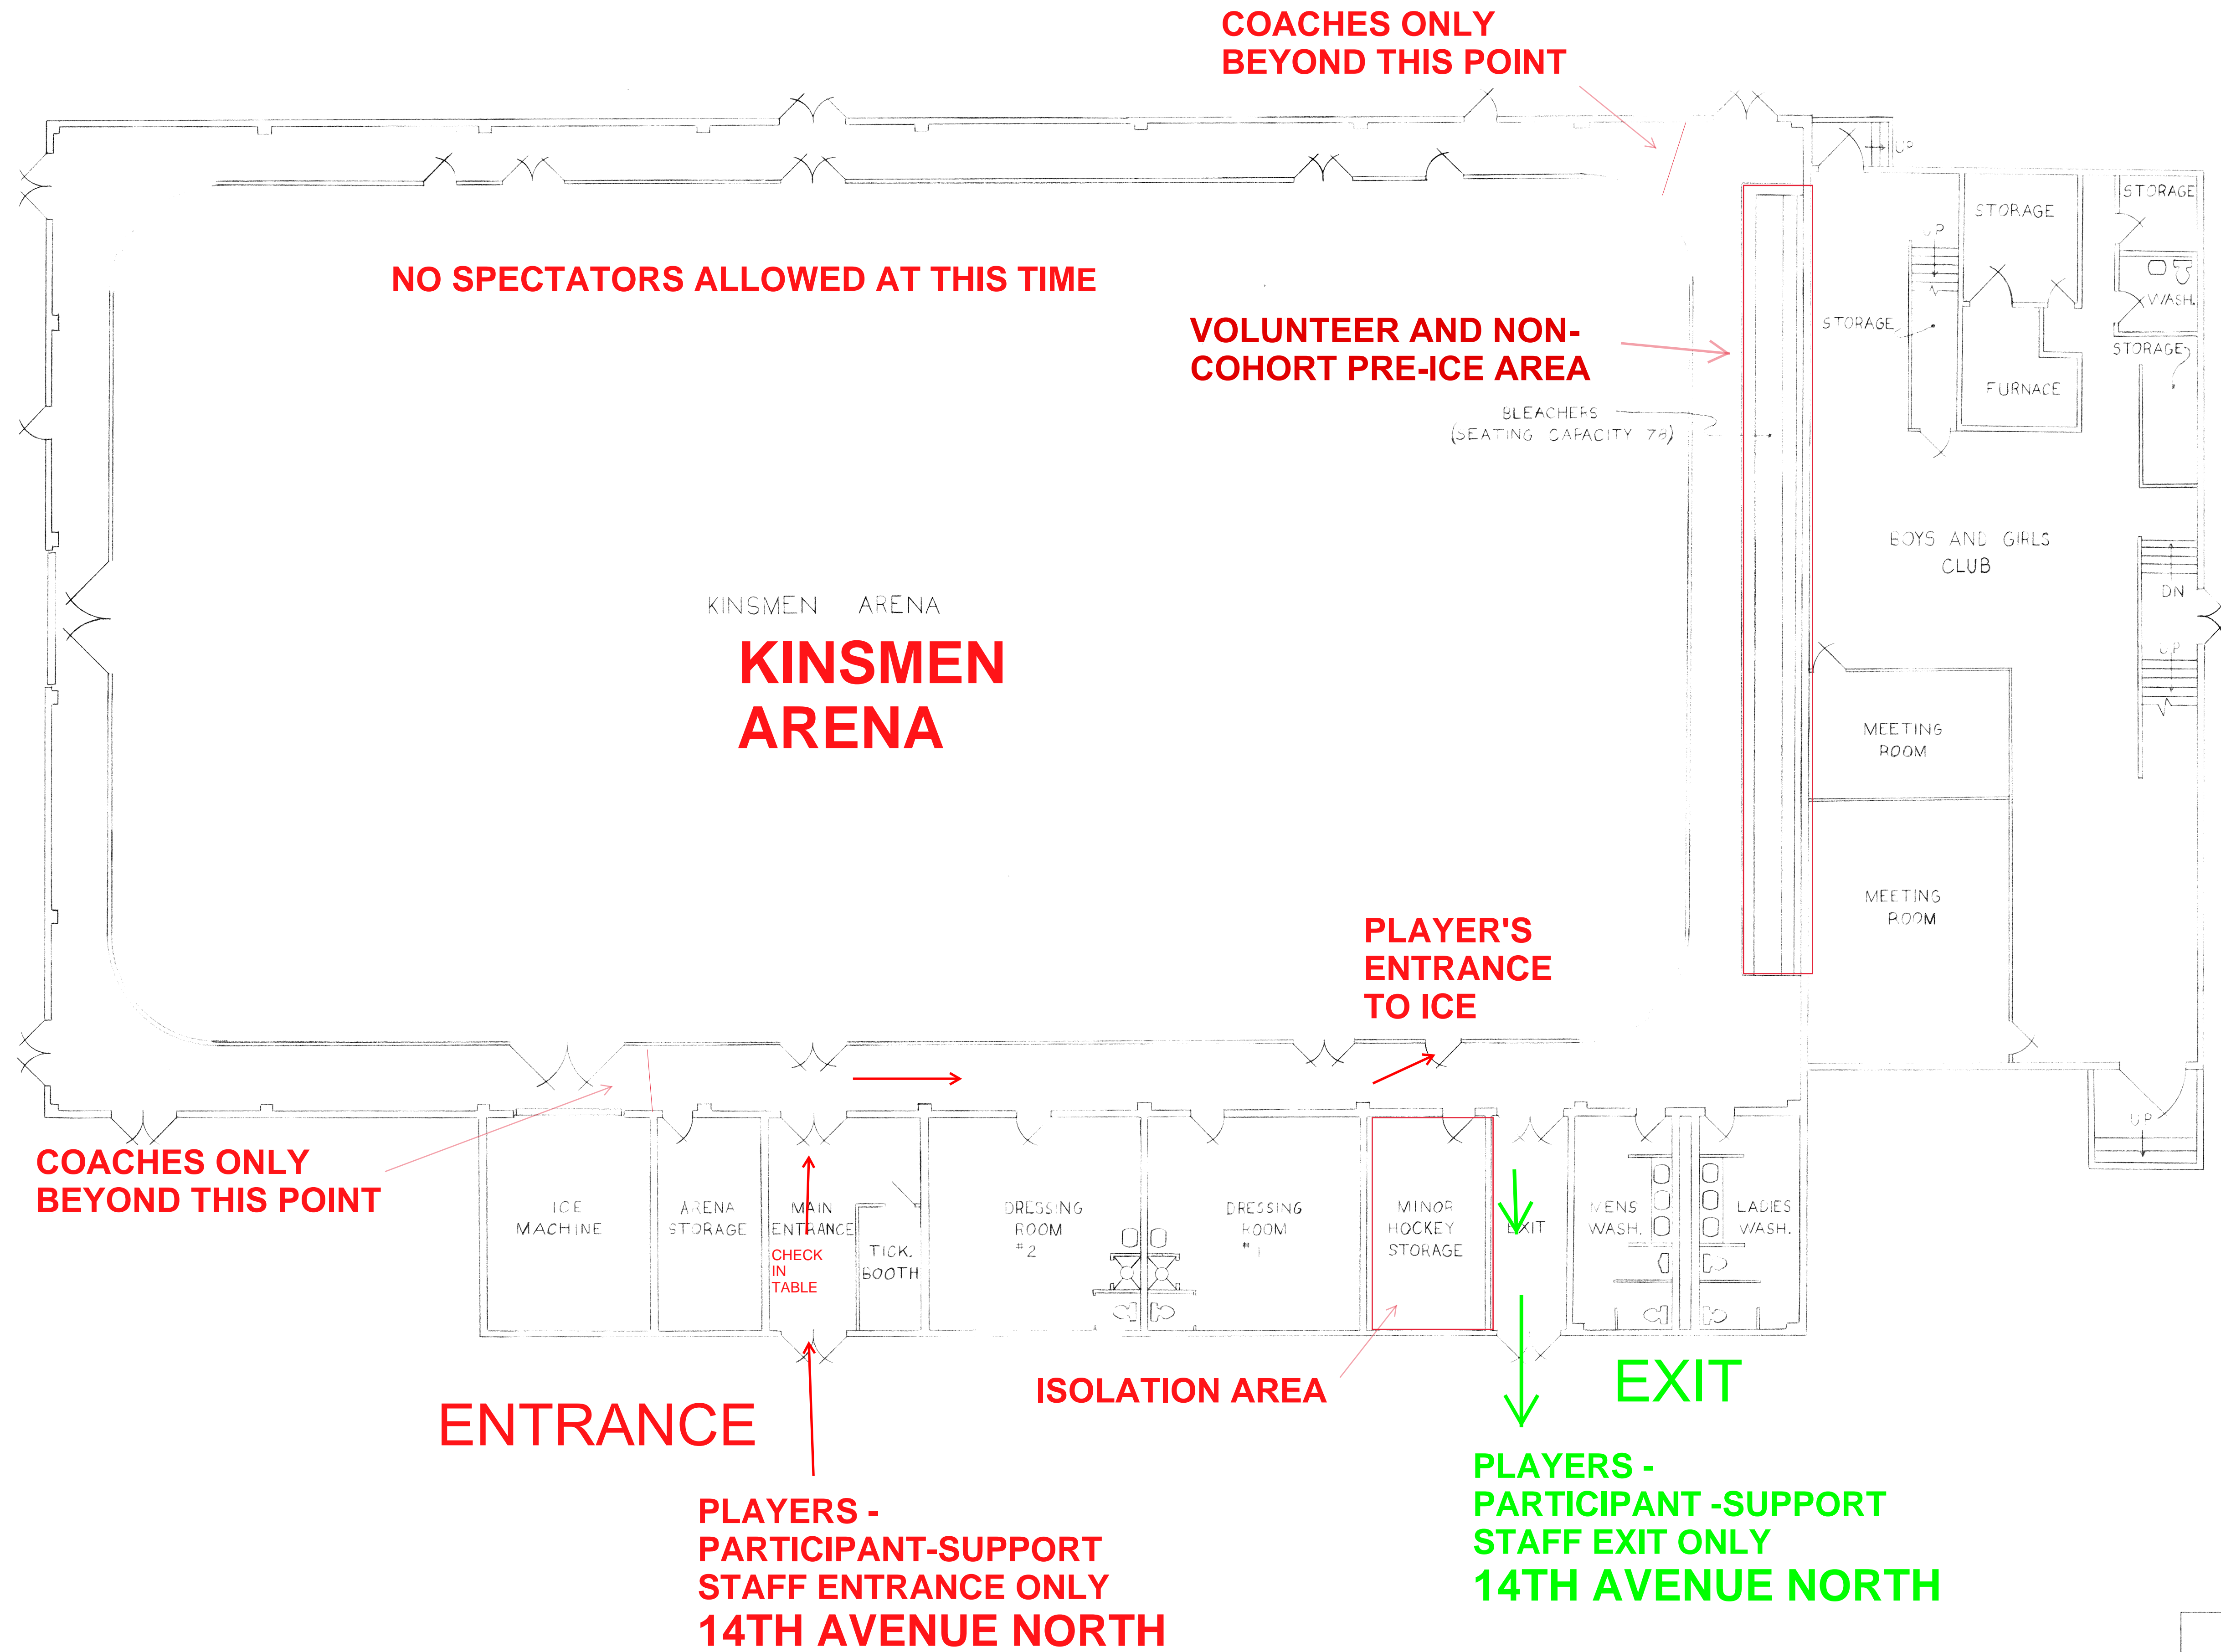 COACHES ONLY
BEYOND THIS POINT
UP
STORAGE
STORAGE
UP
NO SPECTATORS ALLOWED AT THIS TIME
WASH.
VOLUNTEER AND NON-
COHORT PRE-ICE AREA
STORAGE
STORAGE
FURNACE
BLEACHERS
(SEATING CAPACITY 78)
BOYS AND GIRLS
CLUB
DN
KINSMEN ARENA
KINSMEN
ARENA
UP
MEETING
ROOM
MEETING
ROOM
PLAYER'S
ENTRANCE
TO ICE
UP
COACHES ONLY
BEYOND THIS POINT
ICE
MACHINE
ARENA
STORAGE
MAIN
ENTRANCE
CHECK
IN
TABLE
TICK.
BOOTH
DRESSING
ROOM
#2
DRESSING
ROOM
#1
MINOR
HOCKEY
STORAGE
EXIT
MENS
WASH.
LADIES
WASH.
ISOLATION AREA
EXIT
ENTRANCE
PLAYERS -
PARTICIPANT -SUPPORT
STAFF EXIT ONLY
14TH AVENUE NORTH
PLAYERS -
PARTICIPANT-SUPPORT
STAFF ENTRANCE ONLY
14TH AVENUE NORTH